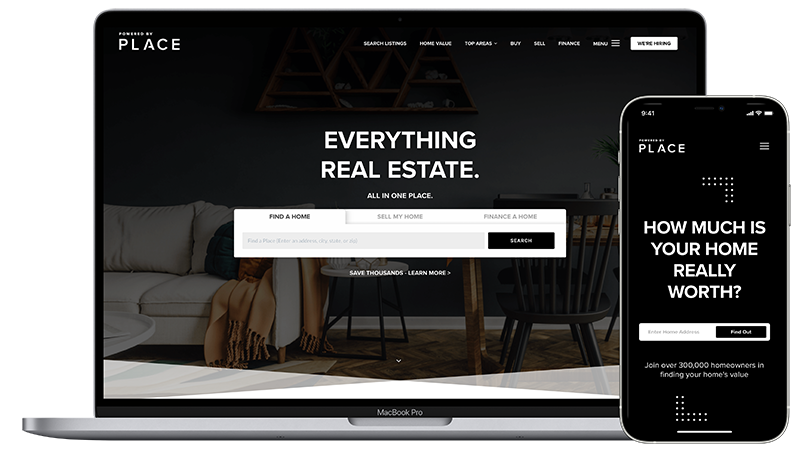 POWERED BY
PLACE
SEARCH LISTINGS HOME VALUE TOP AREAS BUY SELL FINANCE MENU WE'RE HIRING
EVERYTHING
REAL ESTATE.
ALL IN ONE PLACE.
FIND A HOME SELL MY HOME FINANCE A HOME
Find a Place (Enter an address, city, state, or zip) SEARCH
SAVE THOUSANDS - LEARN MORE >
MacBook Pro
9:41
POWERED BY
PLACE
HOW MUCH IS
YOUR HOME
REALLY
WORTH?
Enter Home Address Find Out
Join over 300,000 homeowners in
finding your home's value